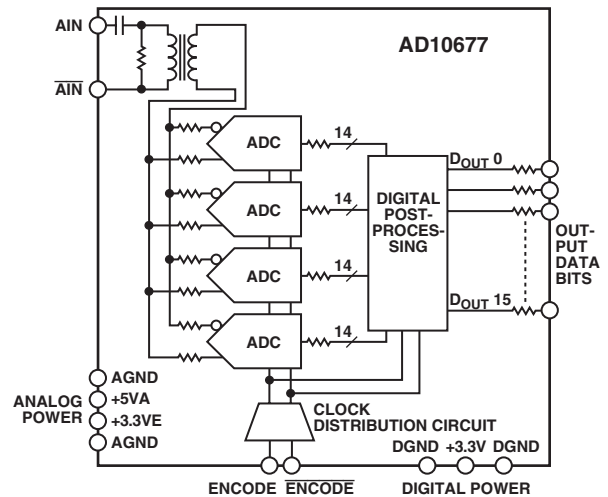 AIN
AD10677
AIN
ADC
14
DOUT 0
ADC
14
DIGITAL
POST-
PROCES-
SING
OUT-
PUT
DATA
BITS
ADC
14
DOUT 15
ADC
14
AGND
ANALOG
POWER
+5VA
+3.3VE
AGND
CLOCK
DISTRIBUTION CIRCUIT
DGND +3.3V DGND
ENCODE ENCODE
DIGITAL POWER